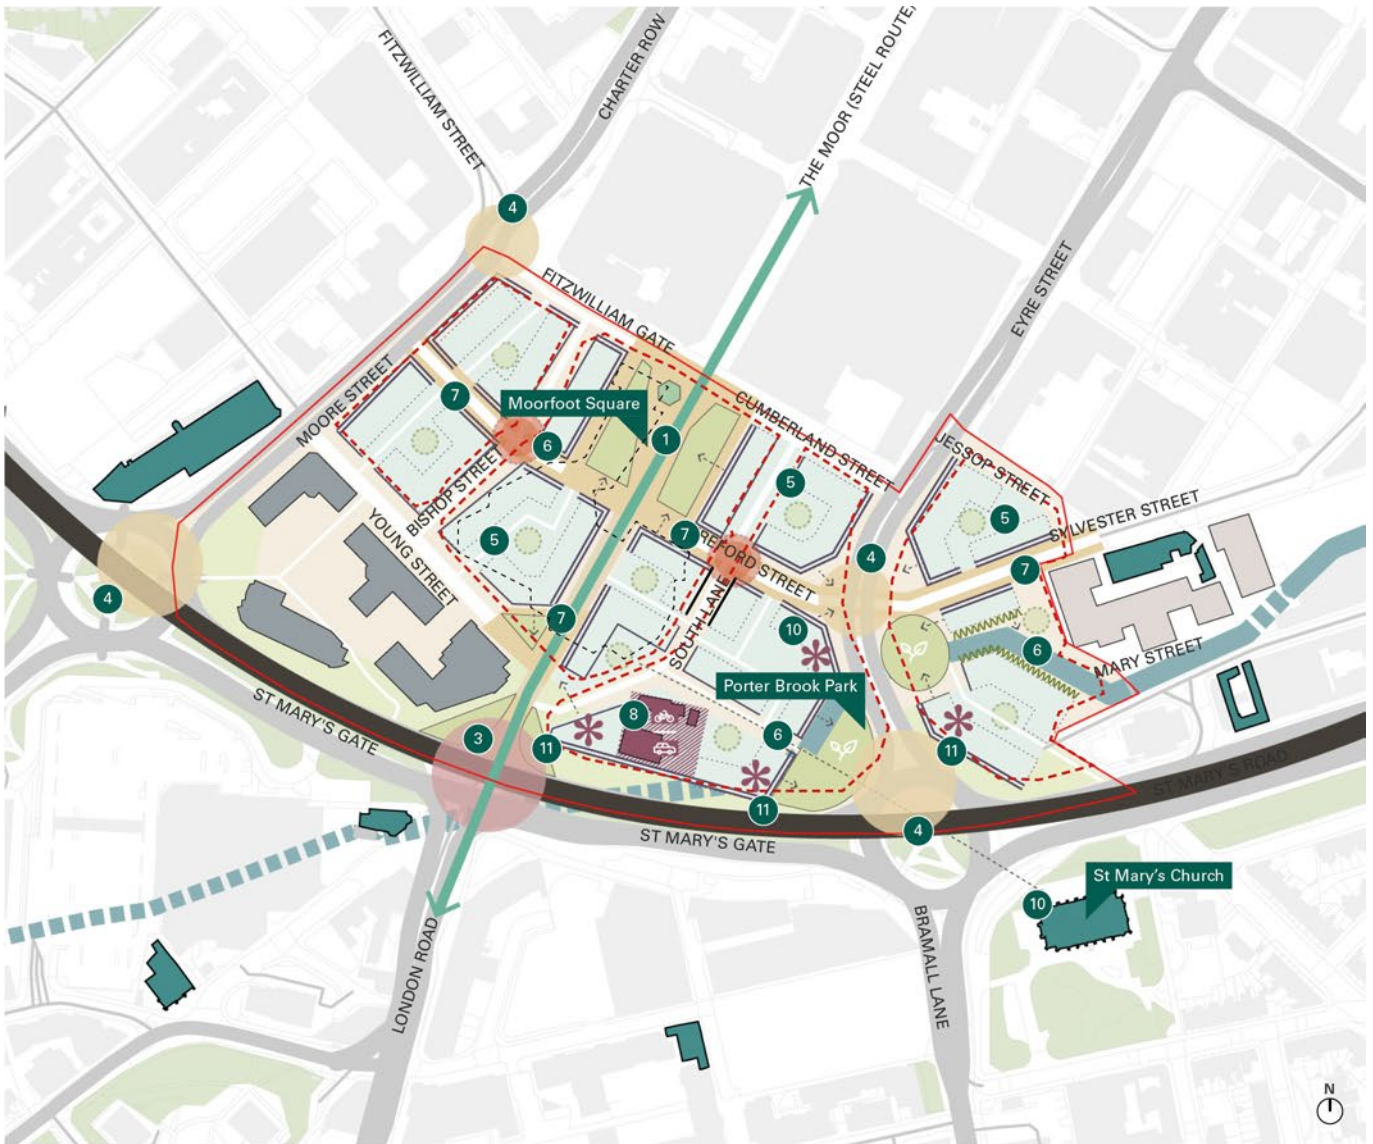 FITZWILLIAM STREET
CHARTER ROW
THE MOOR (STEEL ROUTE)
4
FITZWILLIAM GATE
EYRE STREET
MOORE STREET
7
Moorfoot Square
1
6
CUMBERLAND STREET
JESSOP STREET
BISHOP STREET
5
5
5
SYLVESTER STREET
YOUNG STREET
7
EREFORD STREET
4
7
4
7
SOUTH LANE
10
6
MARY STREET
Porter Brook Park
ST MARY'S GATE
3
8
11
6
11
11
ST MARY'S ROAD
ST MARY'S GATE
4
St Mary's Church
10
LONDON ROAD
BRAMALL LANE
N